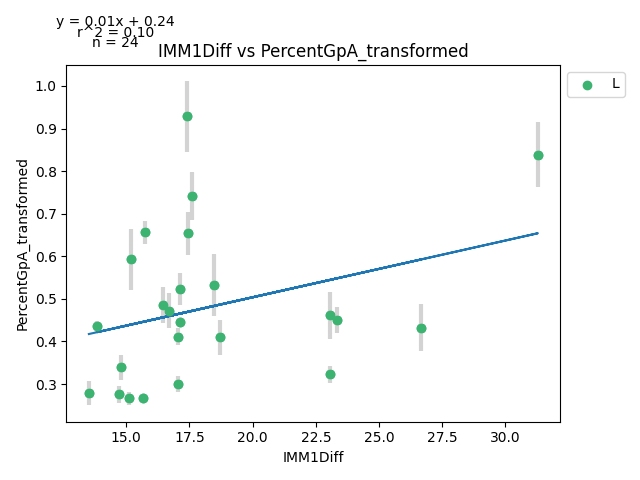 y = 0.01x + 0.24
r^2 = 0.10
n = 24
IMM1Diff vs PercentGpA_transformed
L
1.0
0.9
0.8
0.7
0.6
0.5
0.4
0.3
PercentGpA_transformed
15.0 17.5 20.0 22.5 25.0 27.5 30.0
IMM1Diff